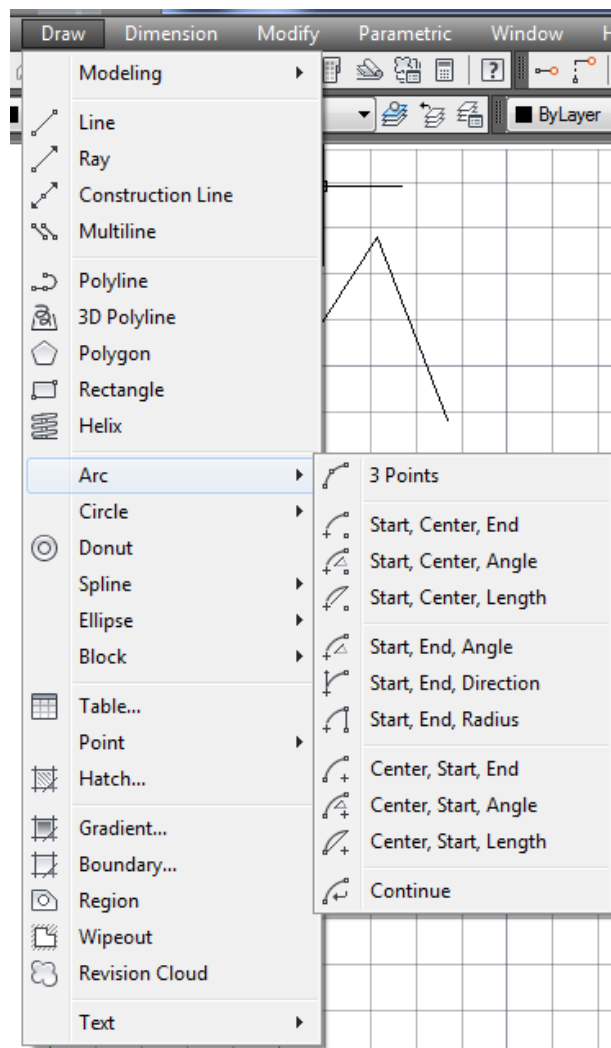 Draw Dimension Modify Parametric Window H
Modeling
ByLayer
Line
Ray
Construction Line
Multiline
Polyline
3D Polyline
Polygon
Rectangle
Helix
Arc
Circle
Donut
Spline
Ellipse
Block
Table...
Point
Hatch...
Gradient...
Boundary...
Region
Wipeout
Revision Cloud
Text
3 Points
Start, Center, End
Start, Center, Angle
Start, Center, Length
Start, End, Angle
Start, End, Direction
Start, End, Radius
Center, Start, End
Center, Start, Angle
Center, Start, Length
Continue